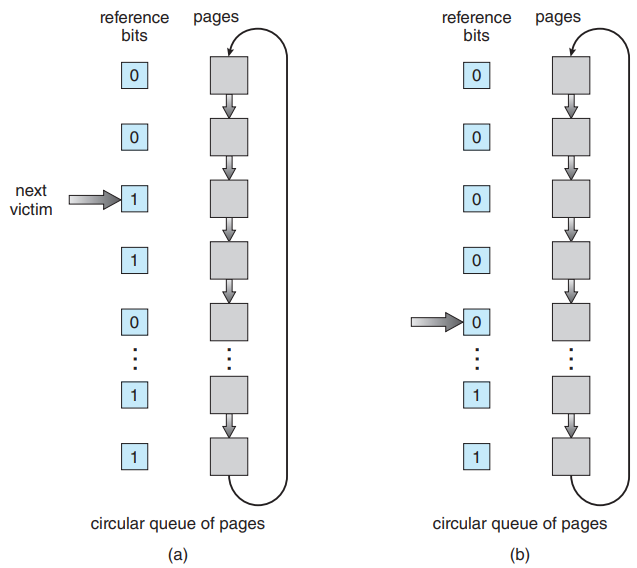 reference pages
bits
0
0
next
victim
1
1
0
1
1
circular queue of pages
(a)
reference pages
bits
0
0
0
0
0
1
1
circular queue of pages
(b)